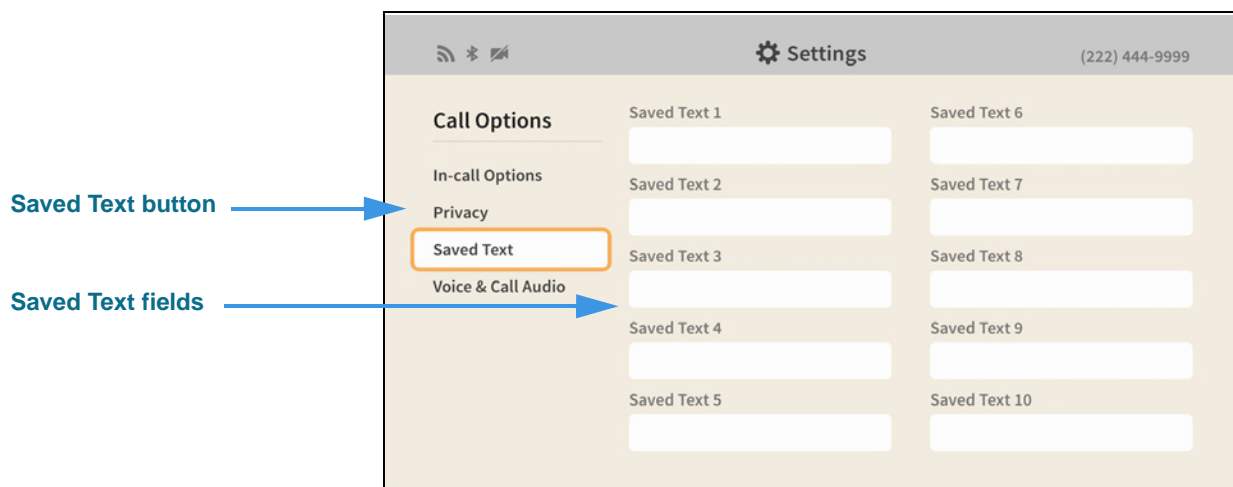 Settings
(222) 444-9999
Call Options
In-call Options
Privacy
Saved Text
Voice & Call Audio
Saved Text button
Saved Text fields
Saved Text 1
Saved Text 2
Saved Text 3
Saved Text 4
Saved Text 5
Saved Text 6
Saved Text 7
Saved Text 8
Saved Text 9
Saved Text 10